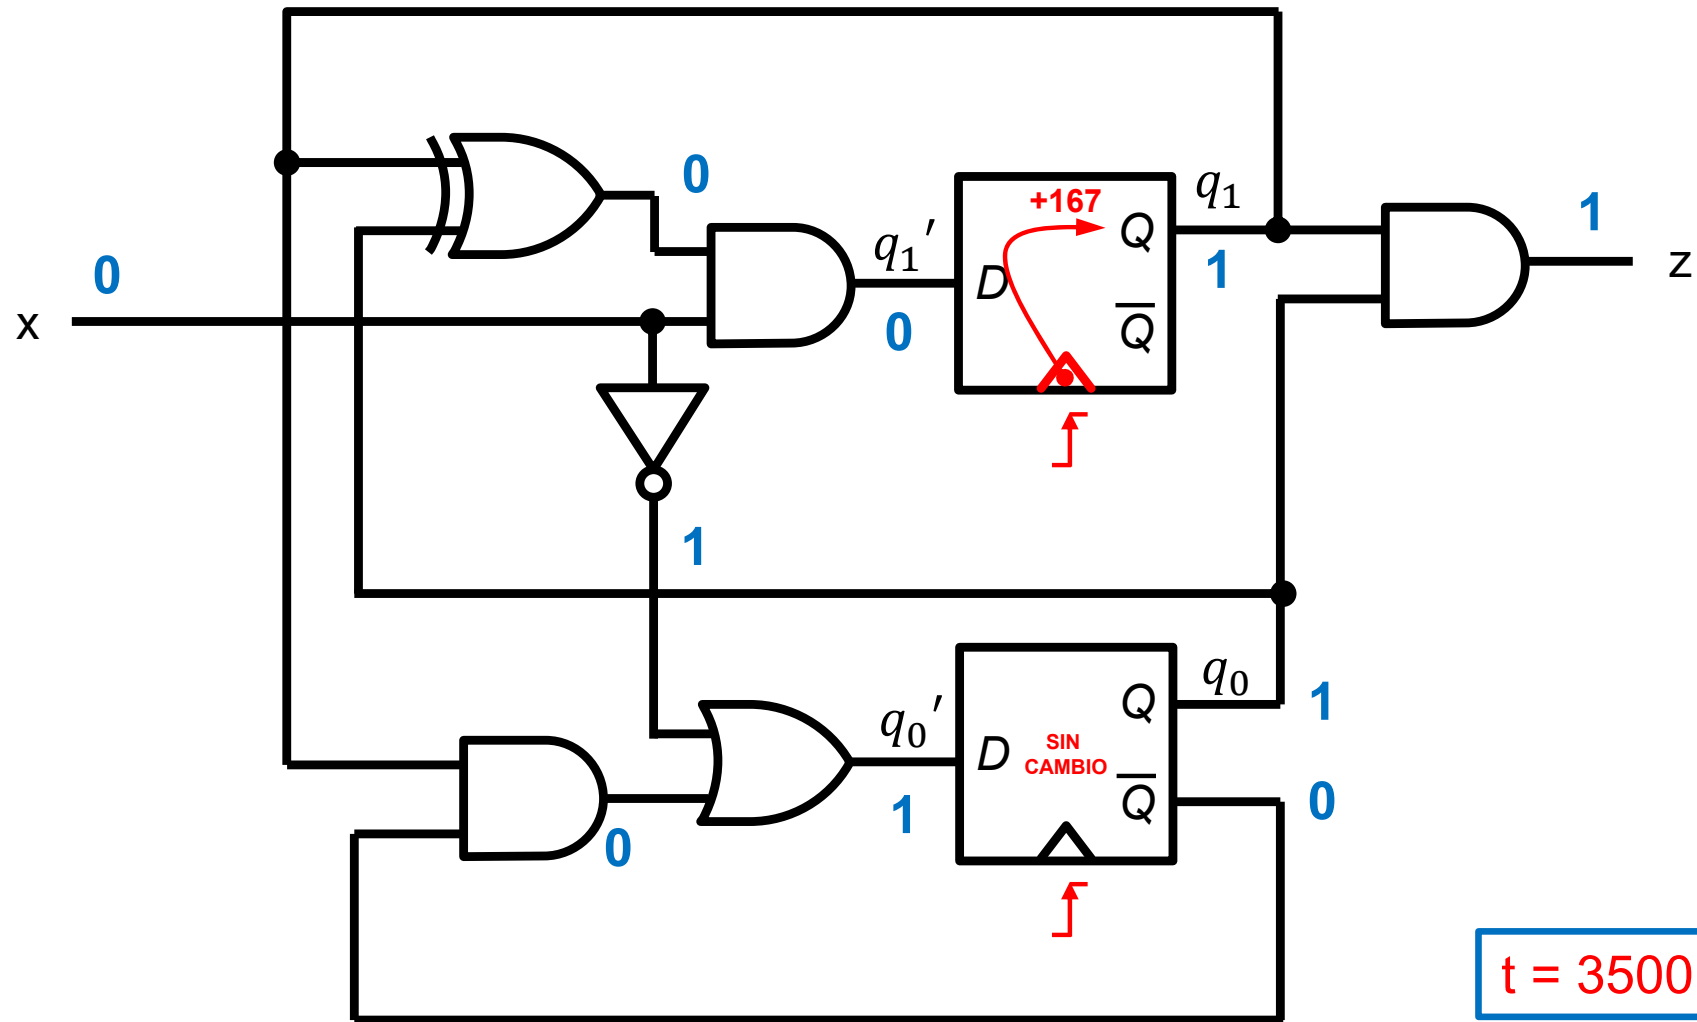 0
x
0
q₁′
0
+167
D
Q
Q̅
q₁
1
1
z
1
0
q₀′
1
D
SIN
CAMBIO
Q
Q̅
q₀
1
0
t = 3500